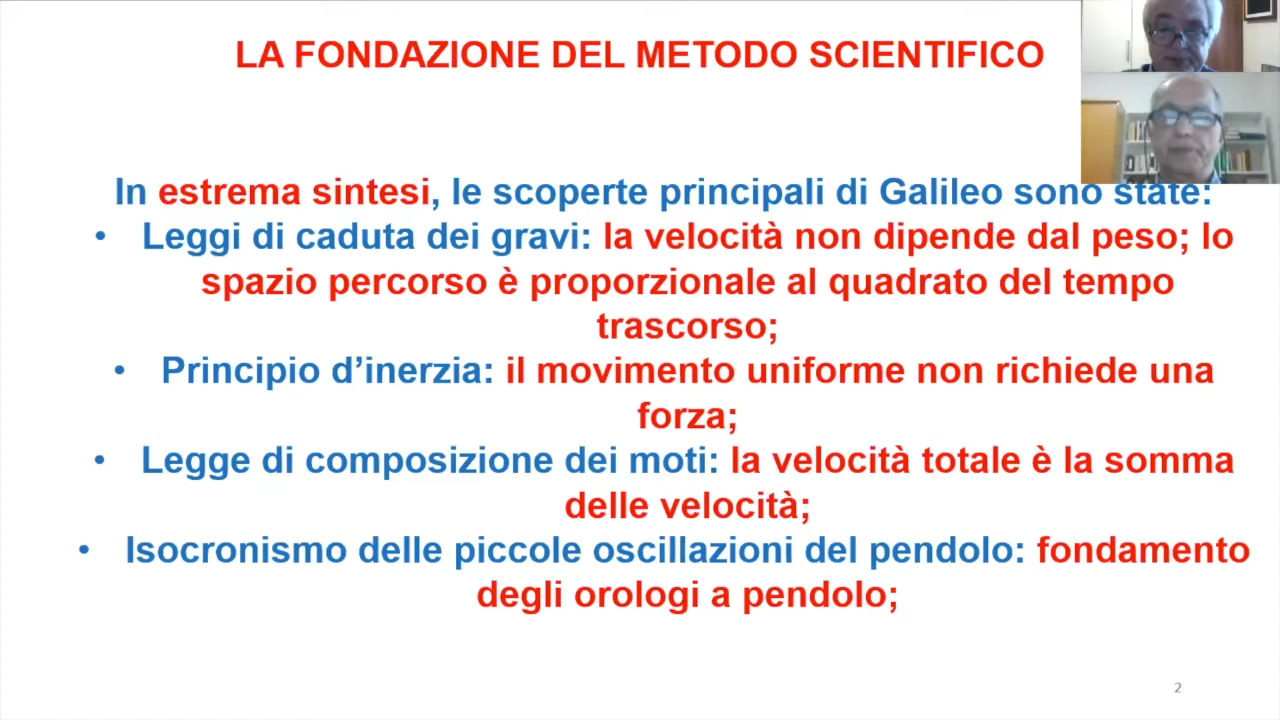 LA FONDAZIONE DEL METODO SCIENTIFICO
In estrema sintesi, le scoperte principali di Galileo sono state:
• Leggi di caduta dei gravi: la velocità non dipende dal peso; lo
spazio percorso è proporzionale al quadrato del tempo
trascorso;
• Principio d’inerzia: il movimento uniforme non richiede una
forza;
• Legge di composizione dei moti: la velocità totale è la somma
delle velocità;
• Isocronismo delle piccole oscillazioni del pendolo: fondamento
degli orologi a pendolo;
2